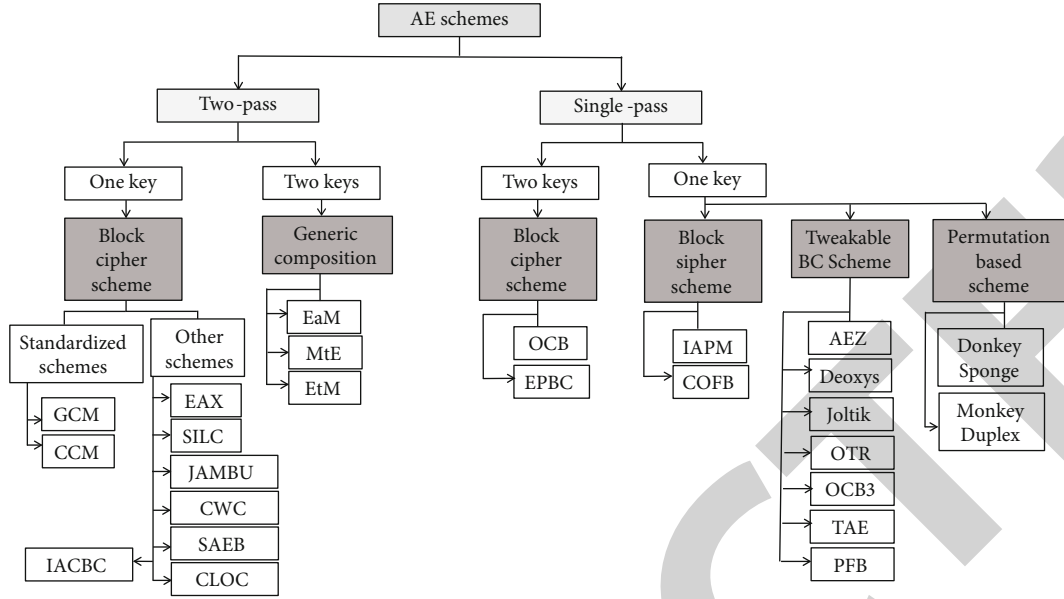 AE schemes
Two-pass
Single -pass
One key
Two keys
Two keys
One key
Block
cipher
scheme
Generic
composition
Block
cipher
scheme
Block
sipher
scheme
Tweakable
BC Scheme
Permutation
based
scheme
Standardized
schemes
Other
schemes
GCM
CCM
EAX
SILC
JAMBU
CWC
SAEB
CLOC
IACBC
EaM
MtE
EtM
OCB
EPBC
IAPM
COFB
AEZ
Deoxys
Joltik
OTR
OCB3
TAE
PFB
Donkey
Sponge
Monkey
Duplex